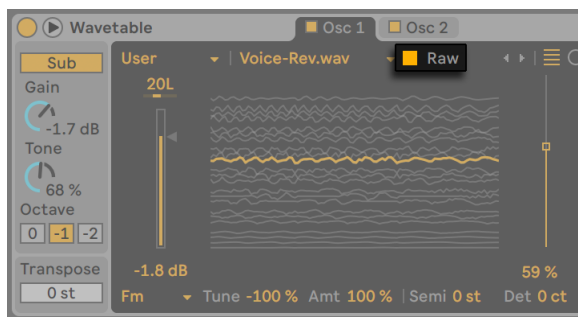 Wavetable
Osc 1
Osc 2
Sub
Gain
-1.7 dB
Tone
68 %
Octave
0 -1 -2
Transpose
0 st
User
Voice-Rev.wav
Raw
20L
-1.8 dB
59 %
Fm
Tune -100 % Amt 100 % Semi 0 st Det 0 ct